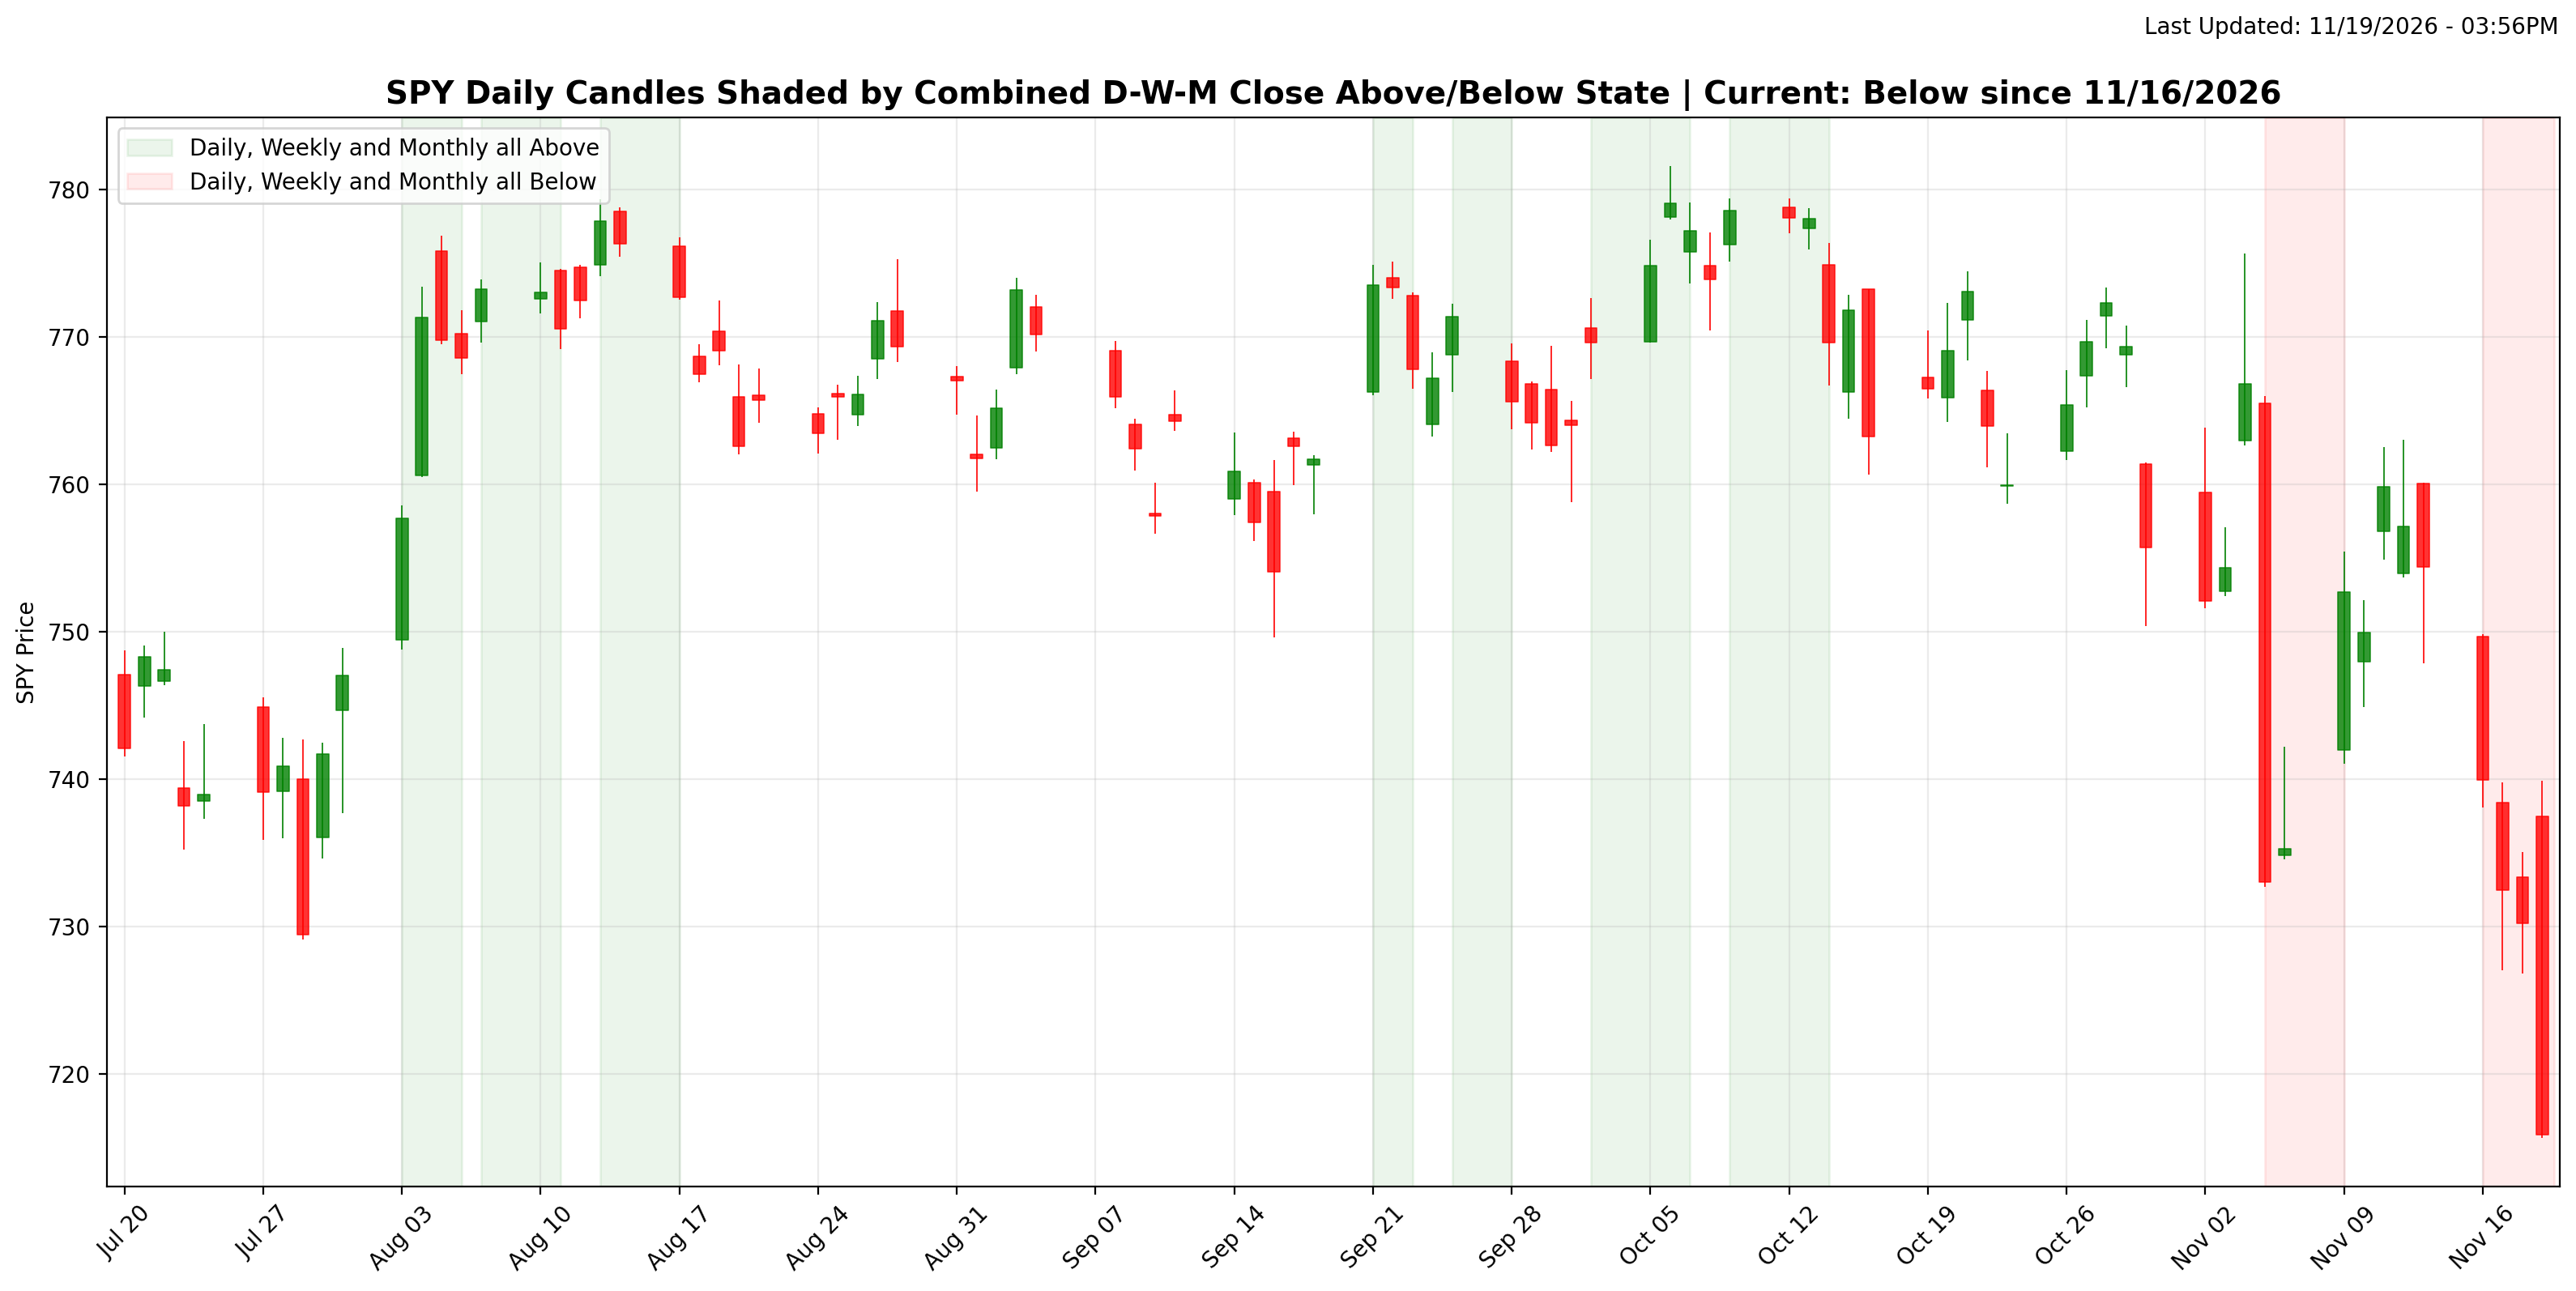 Last Updated: 11/19/2026 - 03:56PM
SPY Daily Candles Shaded by Combined D-W-M Close Above/Below State | Current: Below since 11/16/2026
Daily, Weekly and Monthly all Above
Daily, Weekly and Monthly all Below
SPY Price
780
770
760
750
740
730
720
Jul 20
Jul 27
Aug 03
Aug 10
Aug 17
Aug 24
Aug 31
Sep 07
Sep 14
Sep 21
Sep 28
Oct 05
Oct 12
Oct 19
Oct 26
Nov 02
Nov 09
Nov 16